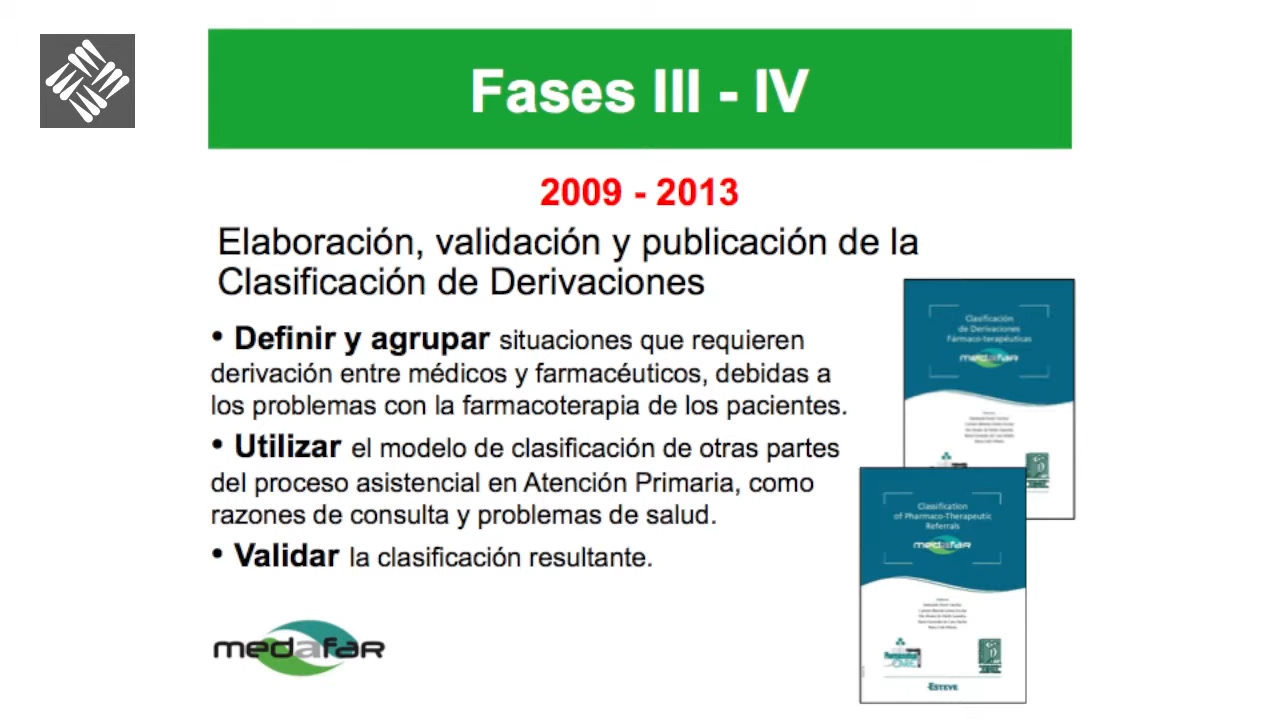 Fases III - IV
2009 - 2013
Elaboración, validación y publicación de la
Clasificación de Derivaciones
• Definir y agrupar situaciones que requieren
derivación entre médicos y farmacéuticos, debidas a
los problemas con la farmacoterapia de los pacientes.
• Utilizar el modelo de clasificación de otras partes
del proceso asistencial en Atención Primaria, como
razones de consulta y problemas de salud.
• Validar la clasificación resultante.
medafar
Clasificación
de Derivaciones
Fármaco-terapéuticas
medafar
Classification
of Pharmaco-Therapeutic
Referrals
medafar
ESTEVE